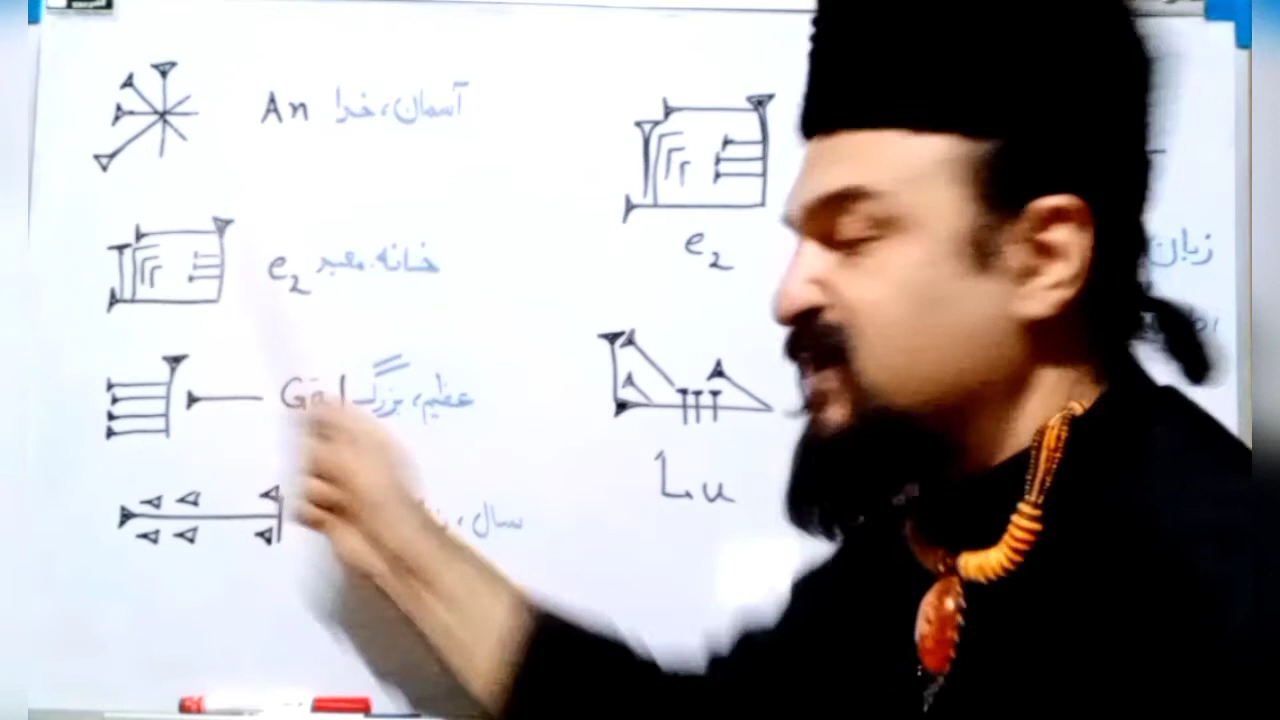 An آسمان، خدا
e2 خانه، معبد
Gal عظیم، بزرگ
سال،
e2
Lu
زبان